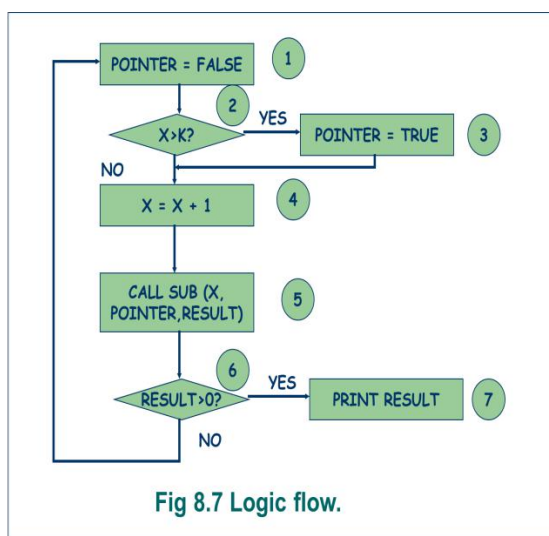 POINTER = FALSE
1
2
X>K?
YES
POINTER = TRUE
3
NO
X = X + 1
4
CALL SUB (X,
POINTER,RESULT)
5
6
RESULT>0?
YES
PRINT RESULT
7
NO
Fig 8.7 Logic flow.